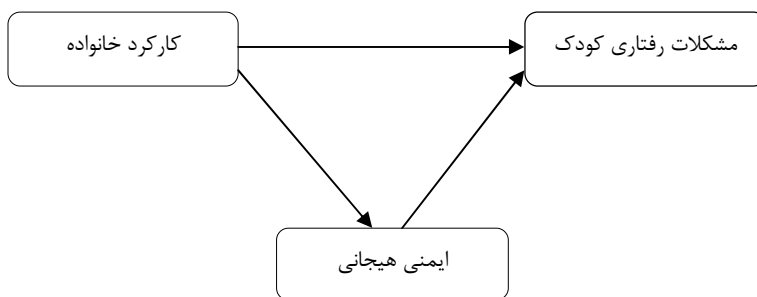 کارکرد خانواده
مشکلات رفتاری کودک
ایمنی هیجانی